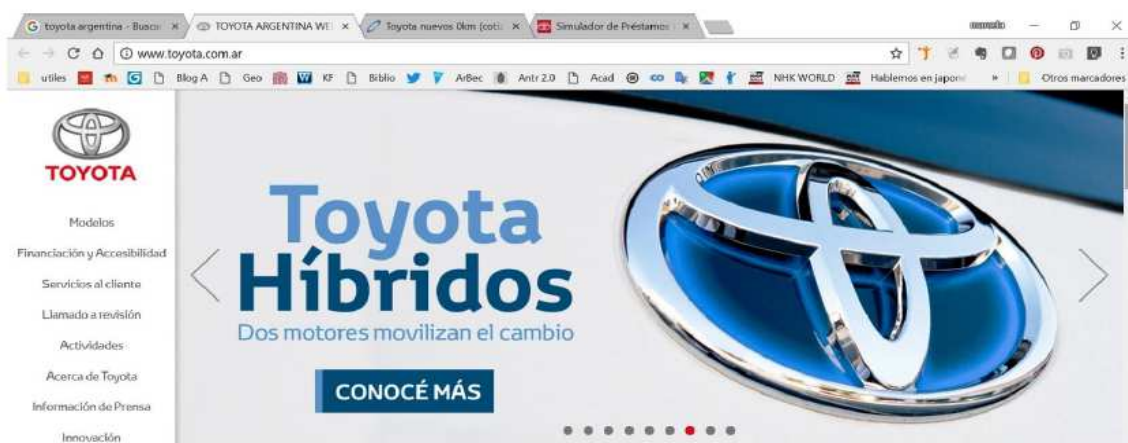 toyota argentina - Busca
TOYOTA ARGENTINA WE
Toyota nuevos 0km (coti
Simulador de Préstamos
www.toyota.com.ar
utiles
Blog A
Geo
KF
Biblio
ArBec
Antr 2.0
Acad
NHK WORLD
Hablemos en japon
Otros marcadores
TOYOTA
Modelos
Financiación y Accesibilidad
Servicios al cliente
Llamado a revisión
Actividades
Acerca de Toyota
Información de Prensa
Innovación
Toyota
Híbridos
Dos motores movilizan el cambio
CONOCÉ MÁS